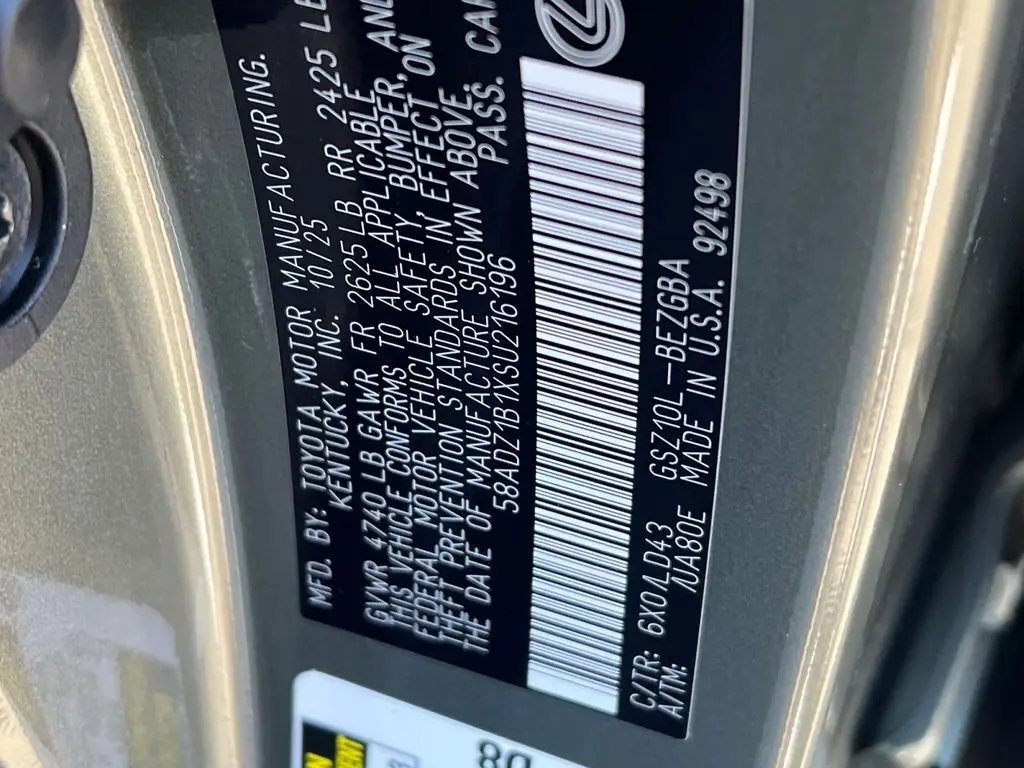 MFD. BY: TOYOTA MOTOR MANUFACTURING.
KENTUCKY, INC. 10/25
GVWR 4740 LB GAWR FR 2625 LB RR 2425 LB
THIS VEHICLE CONFORMS TO ALL APPLICABLE
FEDERAL MOTOR VEHICLE SAFETY, BUMPER, AND
THEFT PREVENTION STANDARDS IN EFFECT ON
THE DATE OF MANUFACTURE SHOWN ABOVE.
58ADZ1B1XSU216196 PASS. CAR
C/TR: 6X0/LD43 GSZ10L-BEZGBA
A/TM: /UA80E MADE IN U.S.A. 92498
80